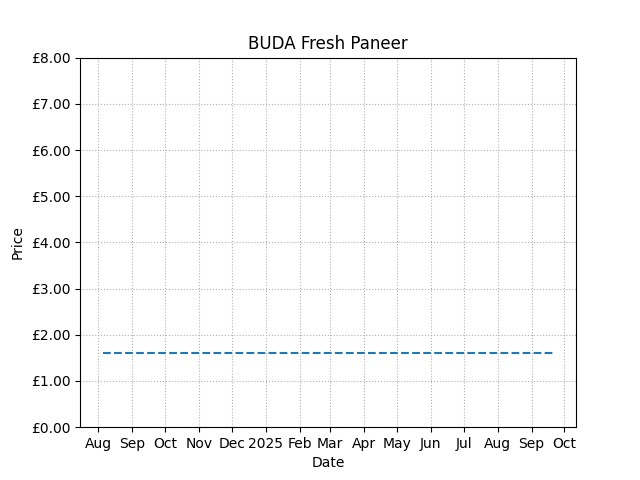 BUDA Fresh Paneer
£8.00
£7.00
£6.00
£5.00
£4.00
£3.00
£2.00
£1.00
£0.00
Price
Aug Sep Oct Nov Dec 2025 Feb Mar Apr May Jun Jul Aug Sep Oct
Date